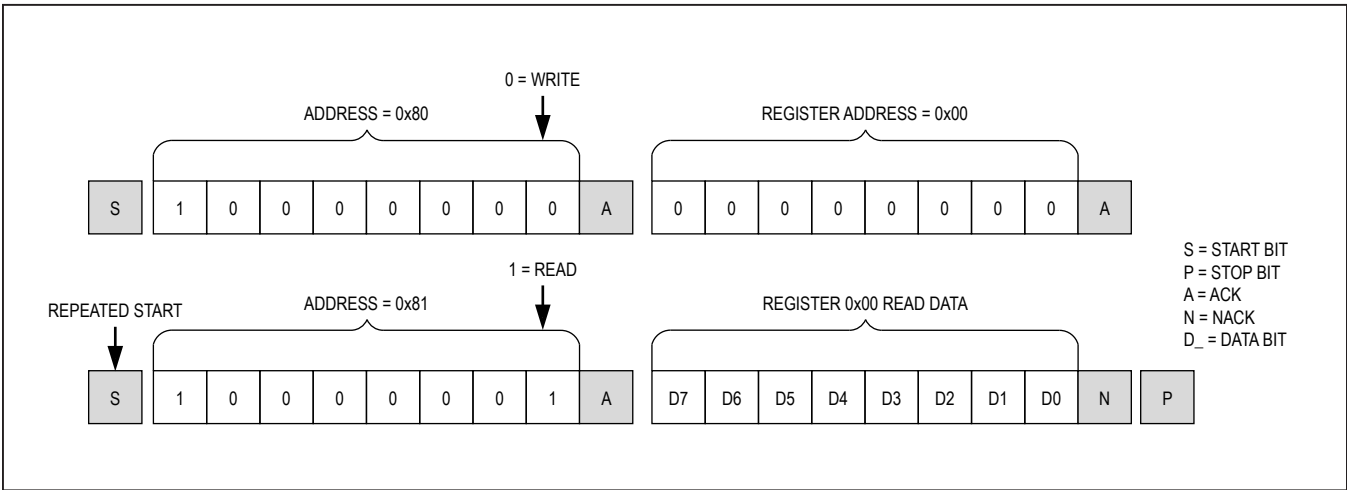 0 = WRITE
ADDRESS = 0x80
REGISTER ADDRESS = 0x00
S 1 0 0 0 0 0 0 0 A 0 0 0 0 0 0 0 0 A
1 = READ
REPEATED START
ADDRESS = 0x81
REGISTER 0x00 READ DATA
S 1 0 0 0 0 0 0 1 A D7 D6 D5 D4 D3 D2 D1 D0 N P
S = START BIT
P = STOP BIT
A = ACK
N = NACK
D_ = DATA BIT